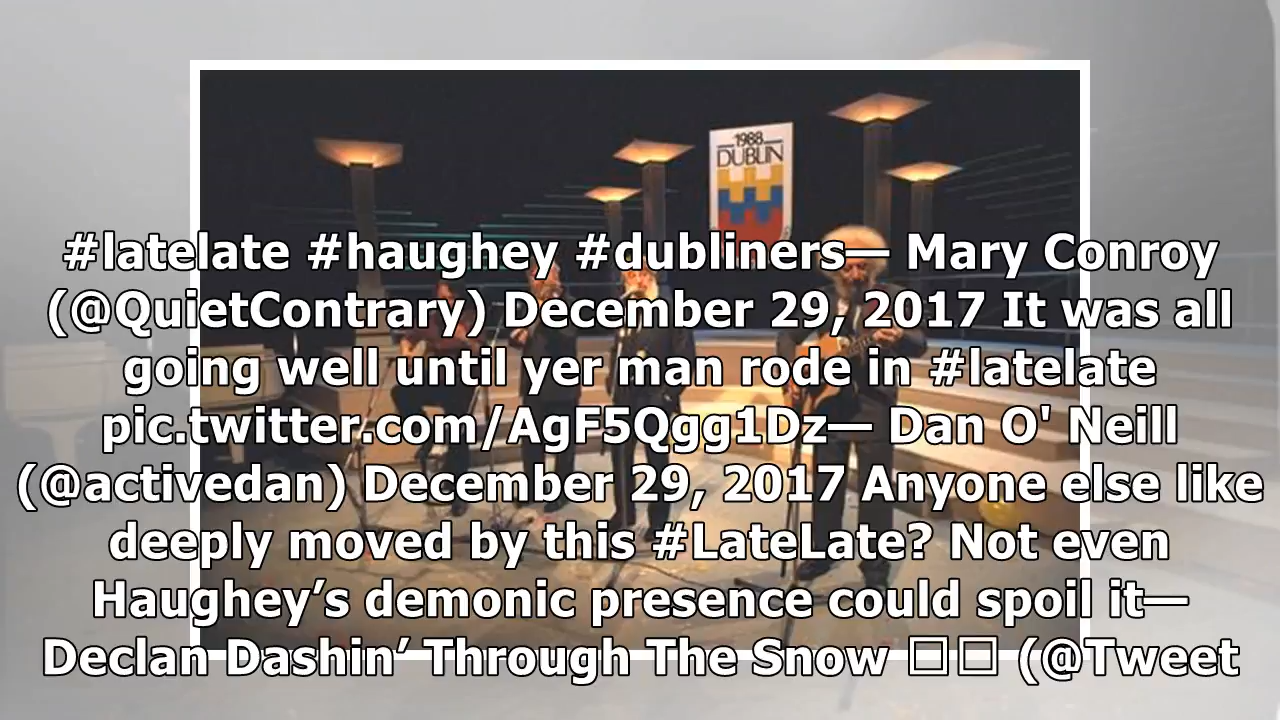 1988
DUBLIN
#latelate #haughey #dubliners— Mary Conroy
(@QuietContrary) December 29, 2017 It was all
going well until yer man rode in #latelate
pic.twitter.com/AgF5Qgg1Dz— Dan O' Neill
(@activedan) December 29, 2017 Anyone else like
deeply moved by this #LateLate? Not even
Haughey’s demonic presence could spoil it—
Declan Dashin’ Through The Snow □□ (@Tweet